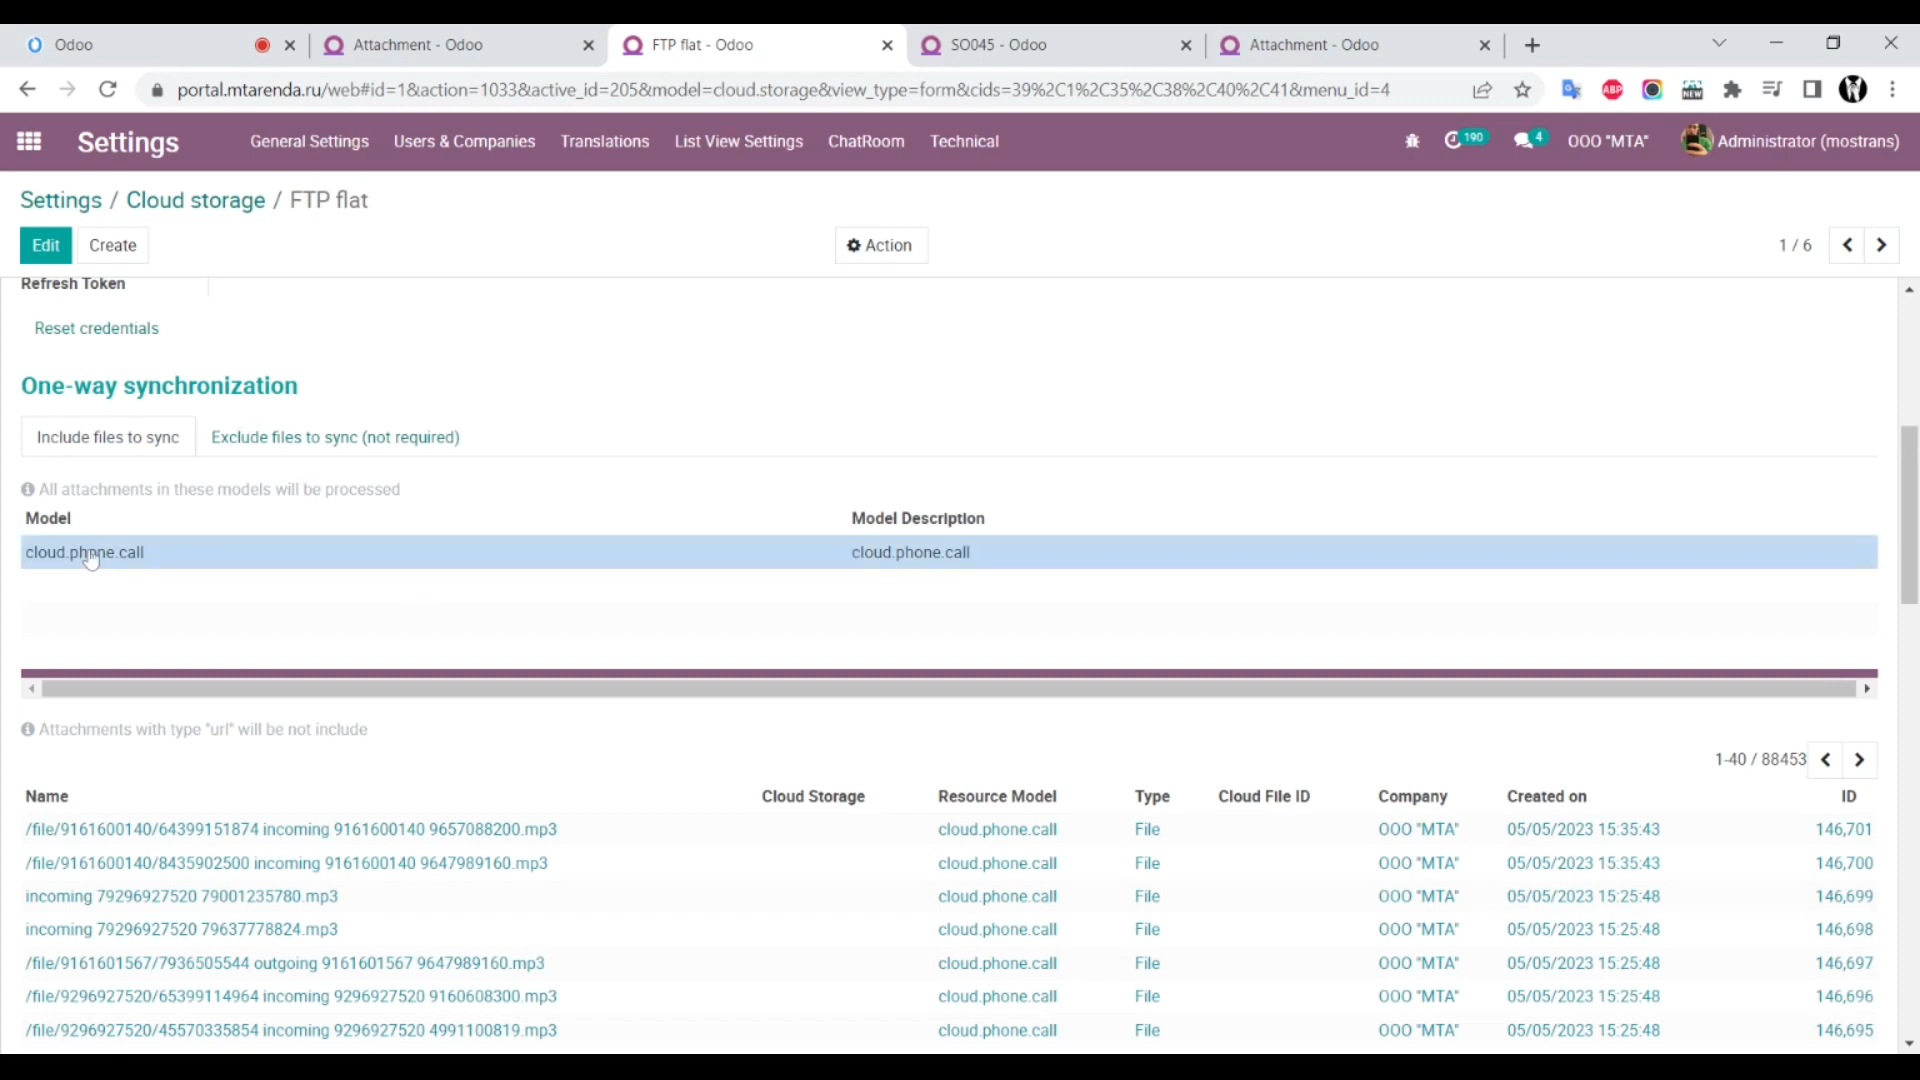 Odoo
Attachment - Odoo
FTP flat - Odoo
SO045 - Odoo
Attachment - Odoo
portal.mtarenda.ru/web#id=1&action=1033&active_id=205&model=cloud.storage&view_type=form&cids=39%2C1%2C35%2C38%2C40%2C41&menu_id=4
ABP
NEW
Settings
General Settings
Users & Companies
Translations
List View Settings
ChatRoom
Technical
190
4
OOO "MTA"
Administrator (mostrans)
Settings / Cloud storage / FTP flat
Edit
Create
Action
1 / 6
Refresh Token
Reset credentials
One-way synchronization
Include files to sync
Exclude files to sync (not required)
All attachments in these models will be processed
Model Model Description
cloud.phone.call cloud.phone.call
Attachments with type "url" will be not include
1-40 / 88453
Name Cloud Storage Resource Model Type Cloud File ID Company Created on ID
/file/9161600140/64399151874 incoming 9161600140 9657088200.mp3 cloud.phone.call File OOO "MTA" 05/05/2023 15:35:43 146,701
/file/9161600140/8435902500 incoming 9161600140 9647989160.mp3 cloud.phone.call File OOO "MTA" 05/05/2023 15:35:43 146,700
incoming 79296927520 79001235780.mp3 cloud.phone.call File OOO "MTA" 05/05/2023 15:25:48 146,699
incoming 79296927520 79637778824.mp3 cloud.phone.call File OOO "MTA" 05/05/2023 15:25:48 146,698
/file/9161601567/7936505544 outgoing 9161601567 9647989160.mp3 cloud.phone.call File OOO "MTA" 05/05/2023 15:25:48 146,697
/file/9296927520/65399114964 incoming 9296927520 9160608300.mp3 cloud.phone.call File OOO "MTA" 05/05/2023 15:25:48 146,696
/file/9296927520/45570335854 incoming 9296927520 4991100819.mp3 cloud.phone.call File OOO "MTA" 05/05/2023 15:25:48 146,695